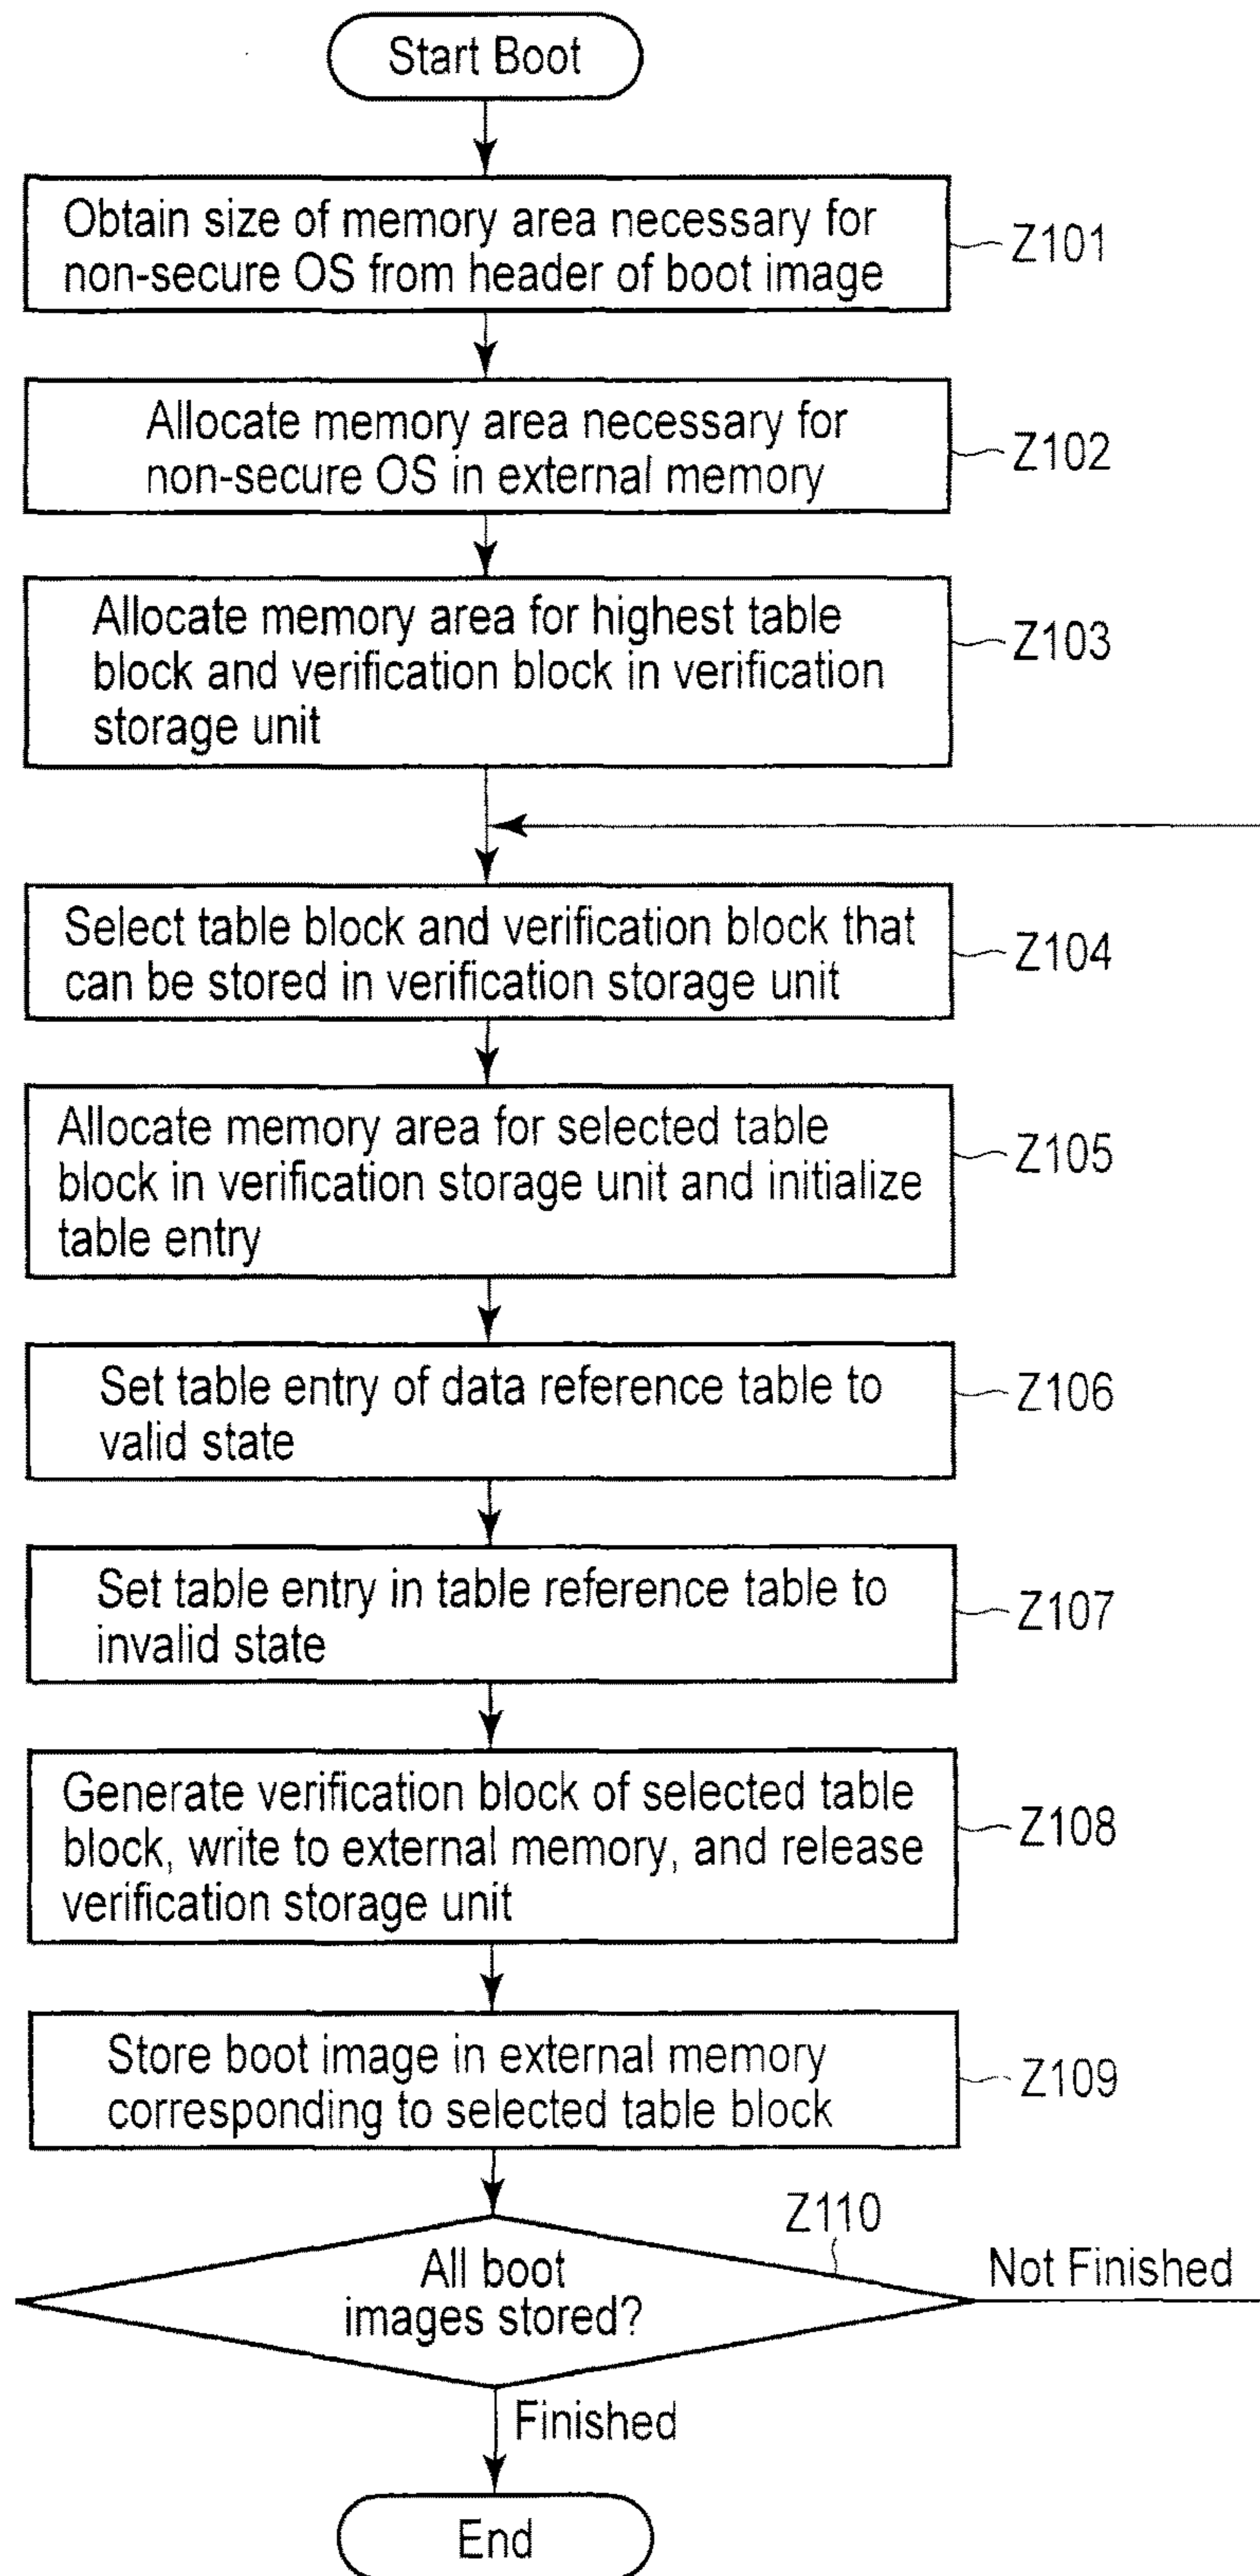 Start Boot
Obtain size of memory area necessary for
non-secure OS from header of boot image
Z101
Allocate memory area necessary for
non-secure OS in external memory
Z102
Allocate memory area for highest table
block and verification block in verification
storage unit
Z103
Select table block and verification block that
can be stored in verification storage unit
Z104
Allocate memory area for selected table
block in verification storage unit and initialize
table entry
Z105
Set table entry of data reference table to
valid state
Z106
Set table entry in table reference table to
invalid state
Z107
Generate verification block of selected table
block, write to external memory, and release
verification storage unit
Z108
Store boot image in external memory
corresponding to selected table block
Z109
Z110
All boot
images stored?
Not Finished
Finished
End